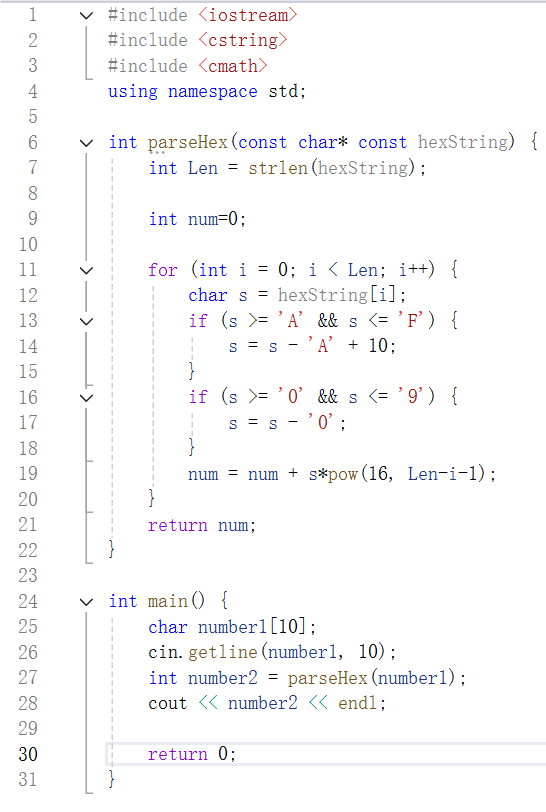 1 #include <iostream>
2 #include <cstring>
3 #include <cmath>
4 using namespace std;
5
6 int parseHex(const char* const hexString) {
7     int Len = strlen(hexString);
8
9     int num=0;
10
11     for (int i = 0; i < Len; i++) {
12         char s = hexString[i];
13         if (s >= 'A' && s <= 'F') {
14             s = s - 'A' + 10;
15         }
16         if (s >= '0' && s <= '9') {
17             s = s - '0';
18         }
19         num = num + s*pow(16, Len-i-1);
20     }
21     return num;
22 }
23
24 int main() {
25     char number1[10];
26     cin.getline(number1, 10);
27     int number2 = parseHex(number1);
28     cout << number2 << endl;
29
30     return 0;
31 }